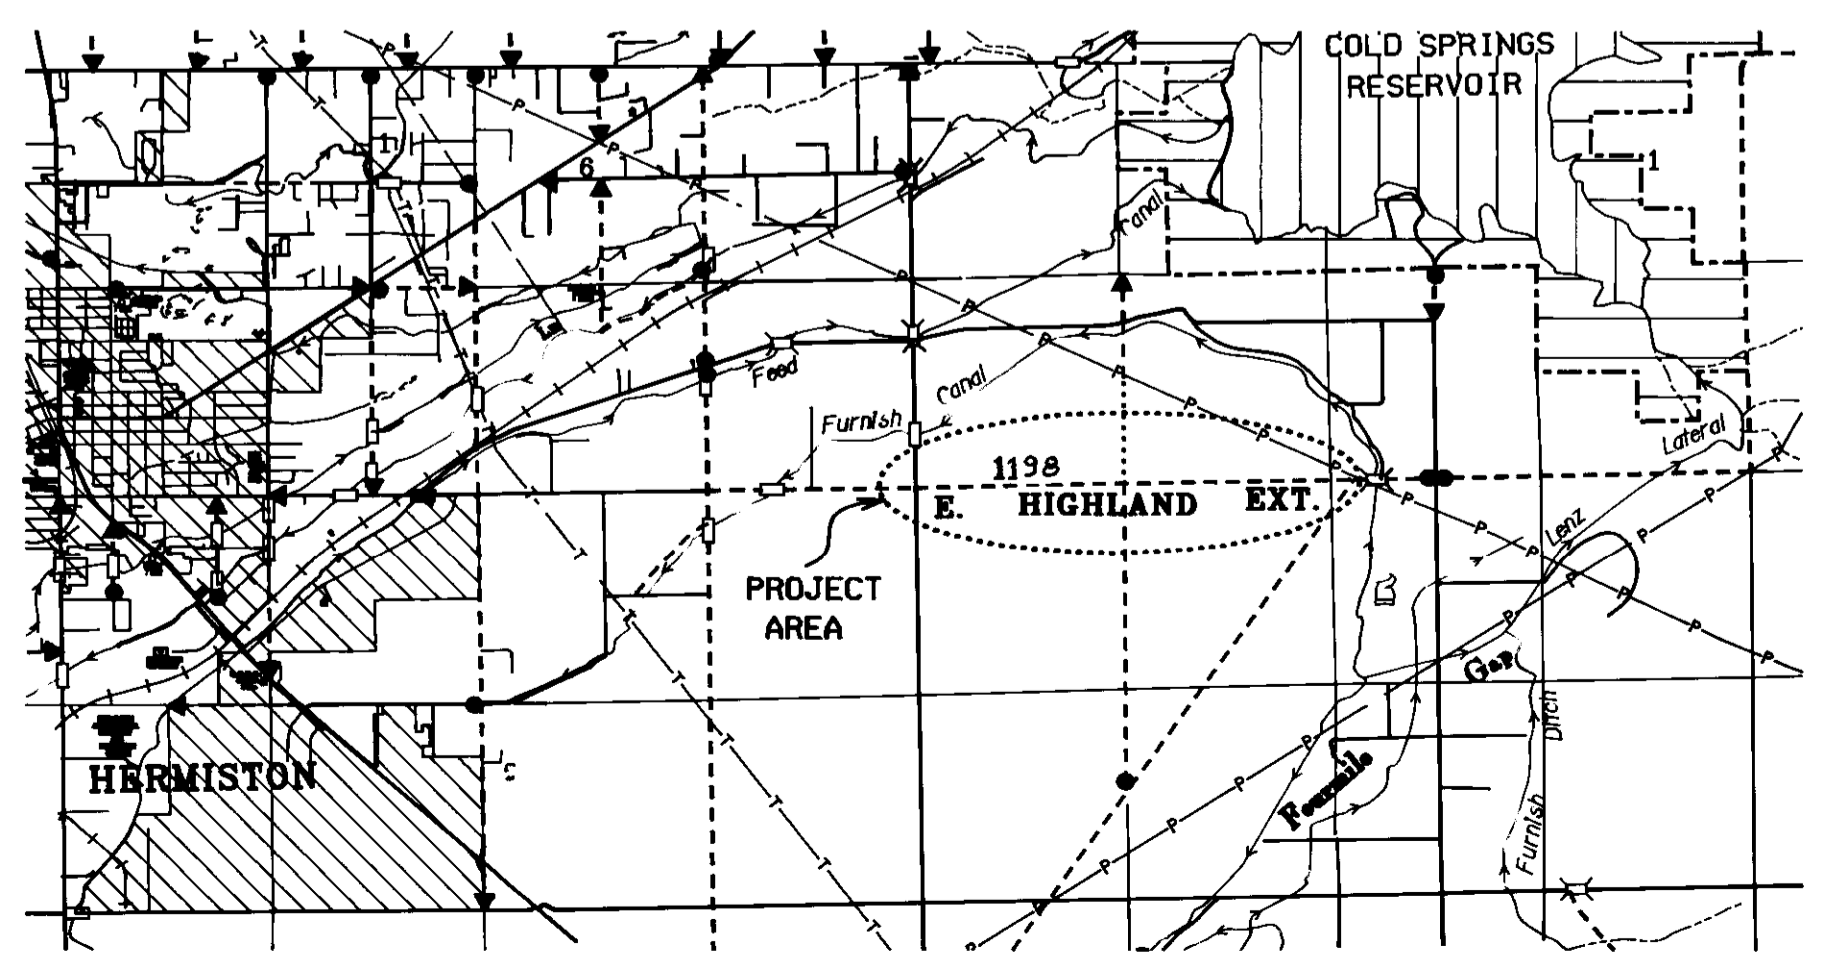 COLD SPRINGS
RESERVOIR
1
6
1
Canal
Feed
Canal
Furnish
Lateral
1198
E. HIGHLAND EXT.
Lenz
PROJECT
AREA
Gap
Ditch
HERMISTON
Fourmile
Furnish